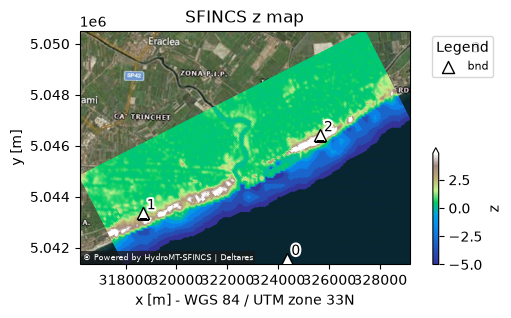 SFINCS z map
1e6
5.050
5.048
5.046
5.044
5.042
y [m]
Eraclea
SP42
ZONA P.I.P.
CA' TRINCHET
ami
A.
RD
1
2
0
© Powered by HydroMT-SFINCS | Deltares
318000
320000
322000
324000
326000
328000
x [m] - WGS 84 / UTM zone 33N
Legend
bnd
2.5
0.0
−2.5
−5.0
z